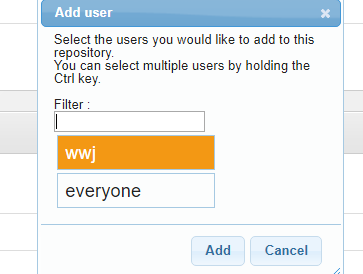 Add user
Select the users you would like to add to this
repository.
You can select multiple users by holding the
Ctrl key.
Filter :
wwj
everyone
Add
Cancel